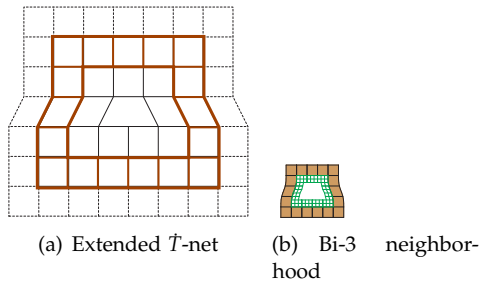 (a) Extended Ṫ-net
(b) Bi-3 neighbor-
hood